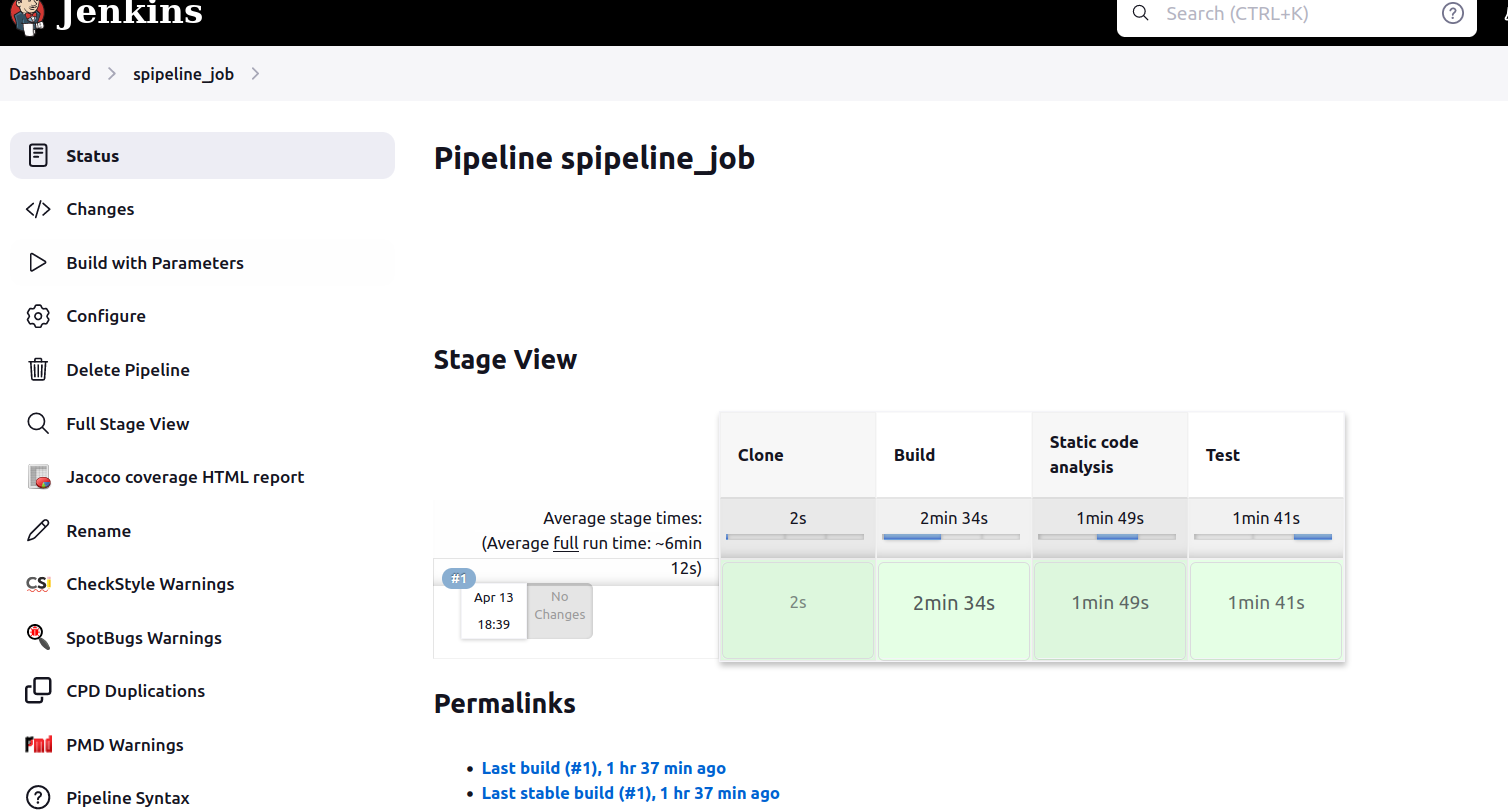 Jenkins
Search (CTRL+K)
Dashboard
spipeline_job
Status
Changes
Build with Parameters
Configure
Delete Pipeline
Full Stage View
Jacoco coverage HTML report
Rename
CheckStyle Warnings
SpotBugs Warnings
CPD Duplications
PMD Warnings
Pipeline Syntax
Pipeline spipeline_job
Stage View
Clone
Build
Static code
analysis
Test
Average stage times:
(Average full run time: ~6min
12s)
2s
2min 34s
1min 49s
1min 41s
#1
Apr 13
18:39
No
Changes
2s
2min 34s
1min 49s
1min 41s
Permalinks
Last build (#1), 1 hr 37 min ago
Last stable build (#1), 1 hr 37 min ago